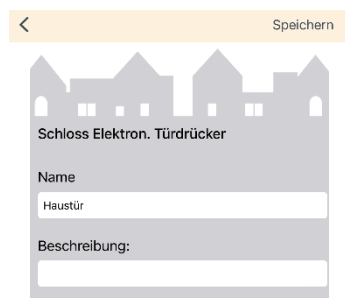 Speichern
Schloss Elektron. Türdrücker
Name
Haustür
Beschreibung: